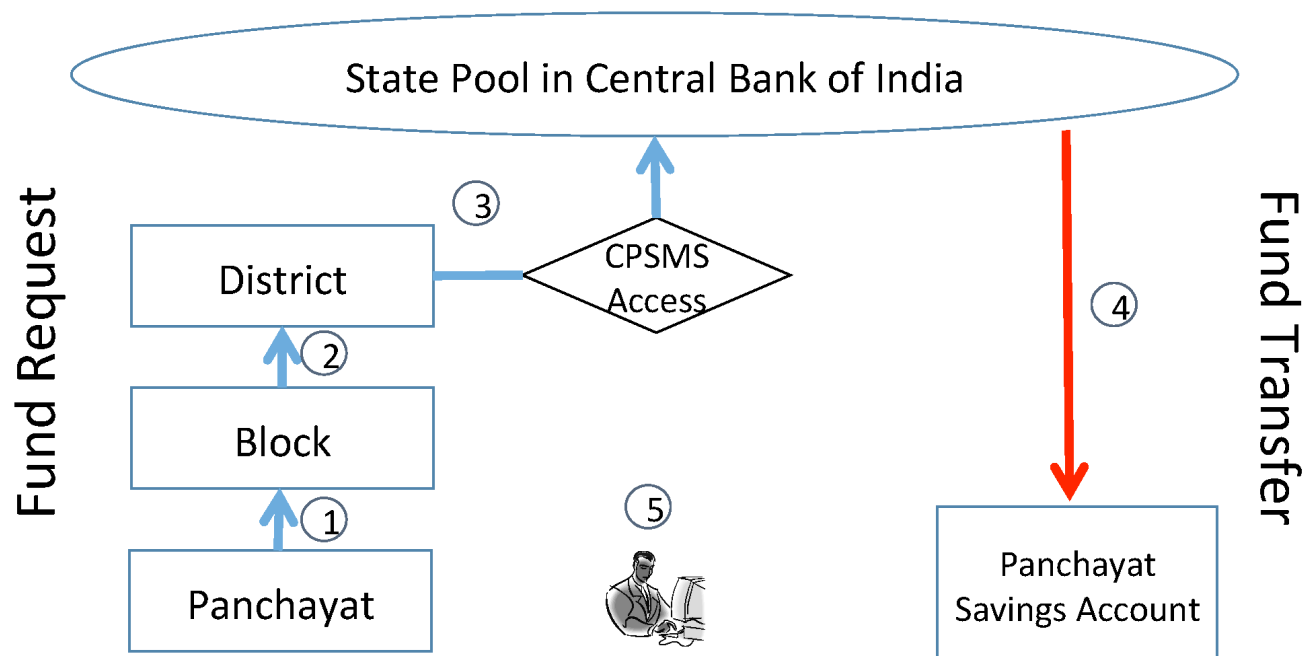 State Pool in Central Bank of India
Fund Request
3
District
CPSMS
Access
Fund Transfer
4
2
Block
1
5
Panchayat
Panchayat
Savings Account